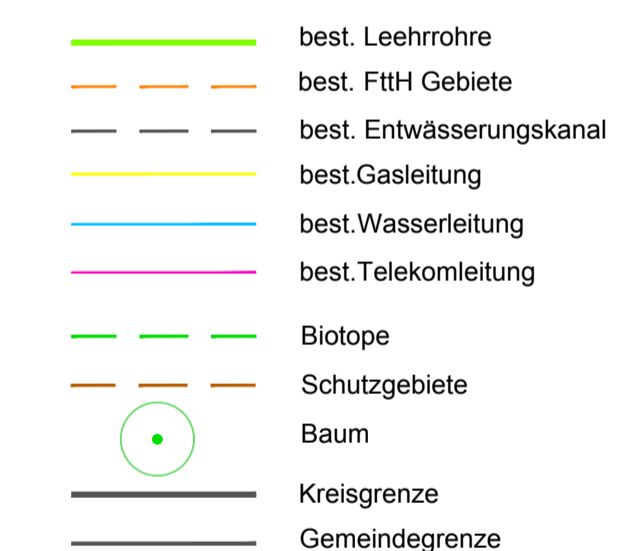 best. Leehrrohre
best. FttH Gebiete
best. Entwässerungskanal
best.Gasleitung
best.Wasserleitung
best.Telekomleitung
Biotope
Schutzgebiete
Baum
Kreisgrenze
Gemeindegrenze